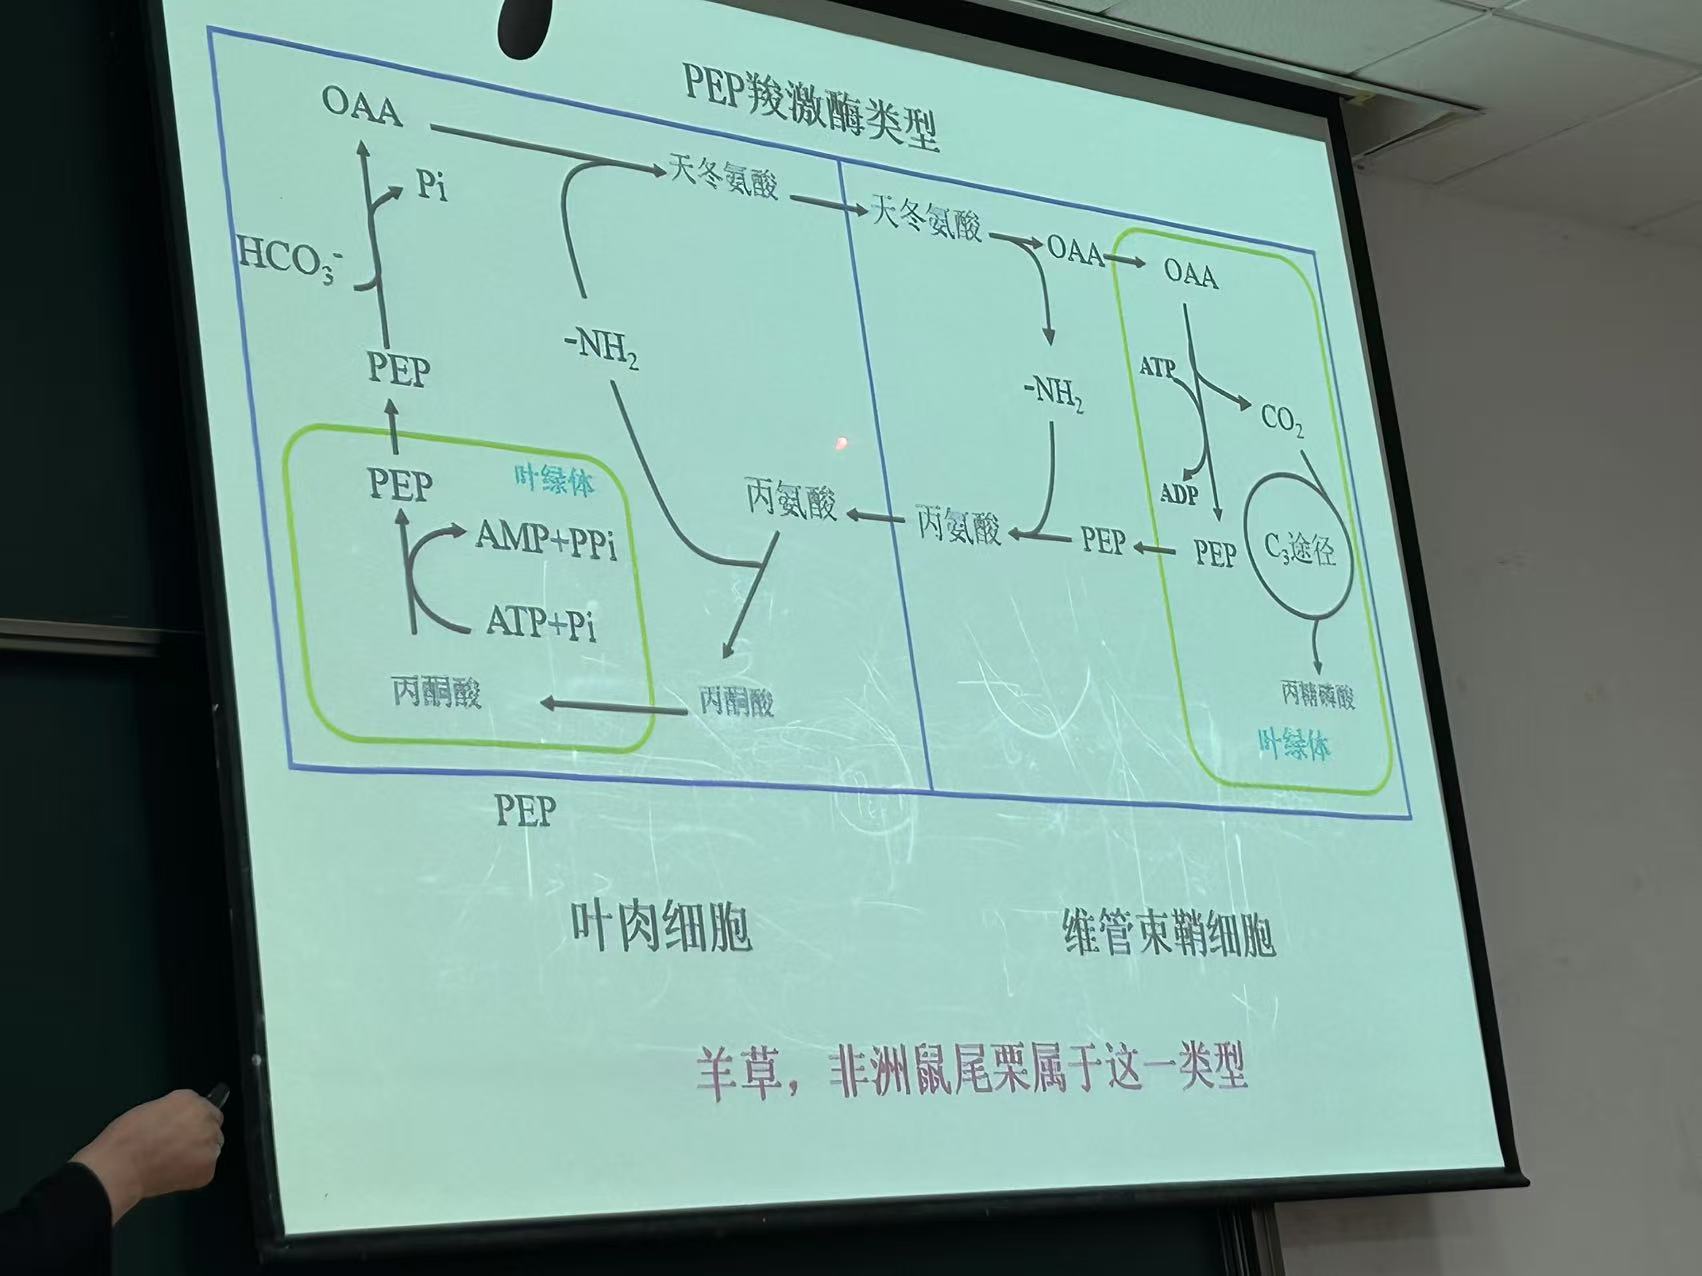 PEP羧激酶类型
OAA
天冬氨酸
天冬氨酸
OAA
OAA
Pi
HCO₃⁻
-NH₂
PEP
-NH₂
ATP
CO₂
ADP
PEP
叶绿体
丙氨酸
丙氨酸
PEP
PEP
C₃途径
AMP+PPi
ATP+Pi
丙酮酸
丙酮酸
丙糖磷酸
叶绿体
PEP
叶肉细胞
维管束鞘细胞
羊草，非洲鼠尾栗属于这一类型